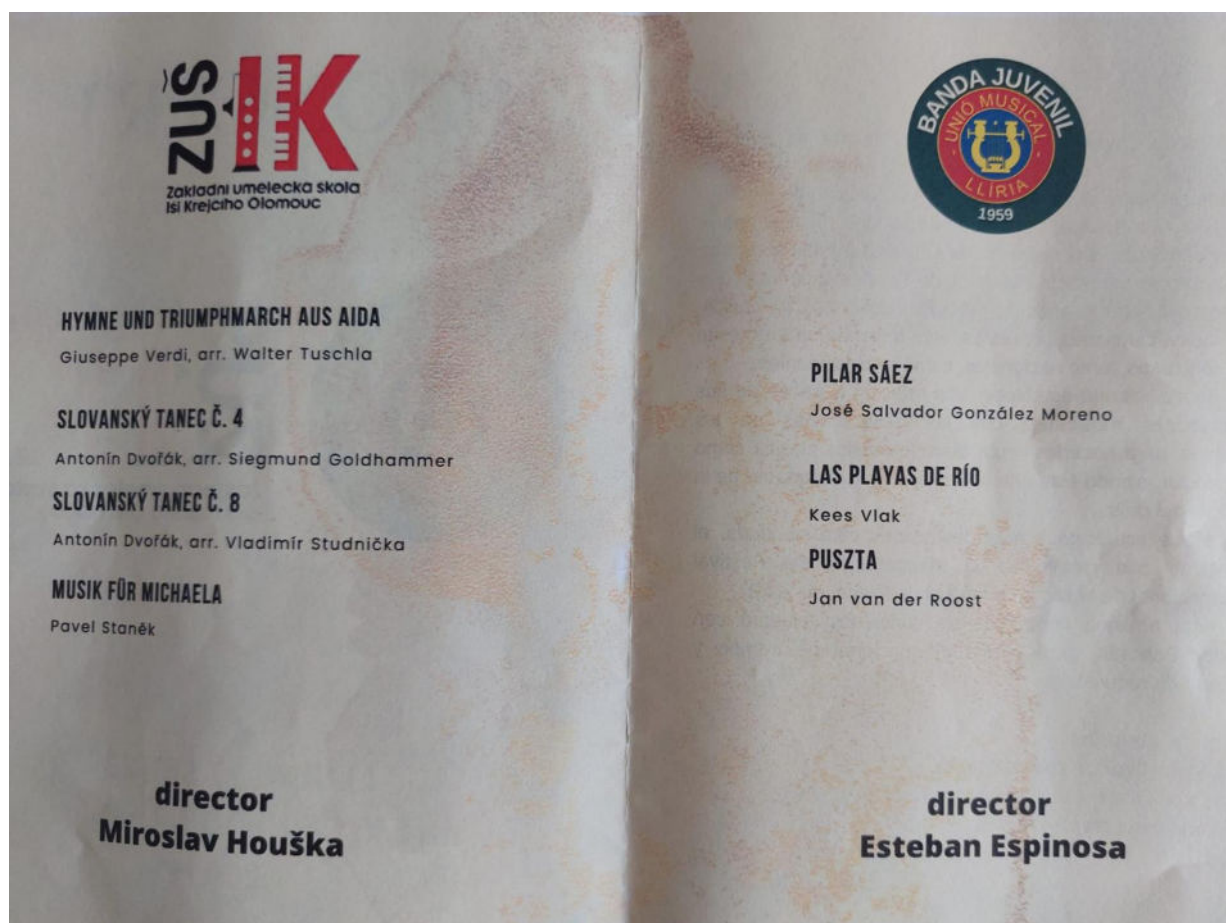 ZUŠ IK
Zakladni umelecka skola
Isi Krejciho Olomouc
HYMNE UND TRIUMPHMARCH AUS AIDA
Giuseppe Verdi, arr. Walter Tuschla
SLOVANSKÝ TANEC Č. 4
Antonín Dvořák, arr. Siegmund Goldhammer
SLOVANSKÝ TANEC Č. 8
Antonín Dvořák, arr. Vladimír Studnička
MUSIK FÜR MICHAELA
Pavel Staněk
director
Miroslav Houška
BANDA JUVENIL
UNIÓ MUSICAL
LLÍRIA
1959
PILAR SÁEZ
José Salvador González Moreno
LAS PLAYAS DE RÍO
Kees Vlak
PUSZTA
Jan van der Roost
director
Esteban Espinosa